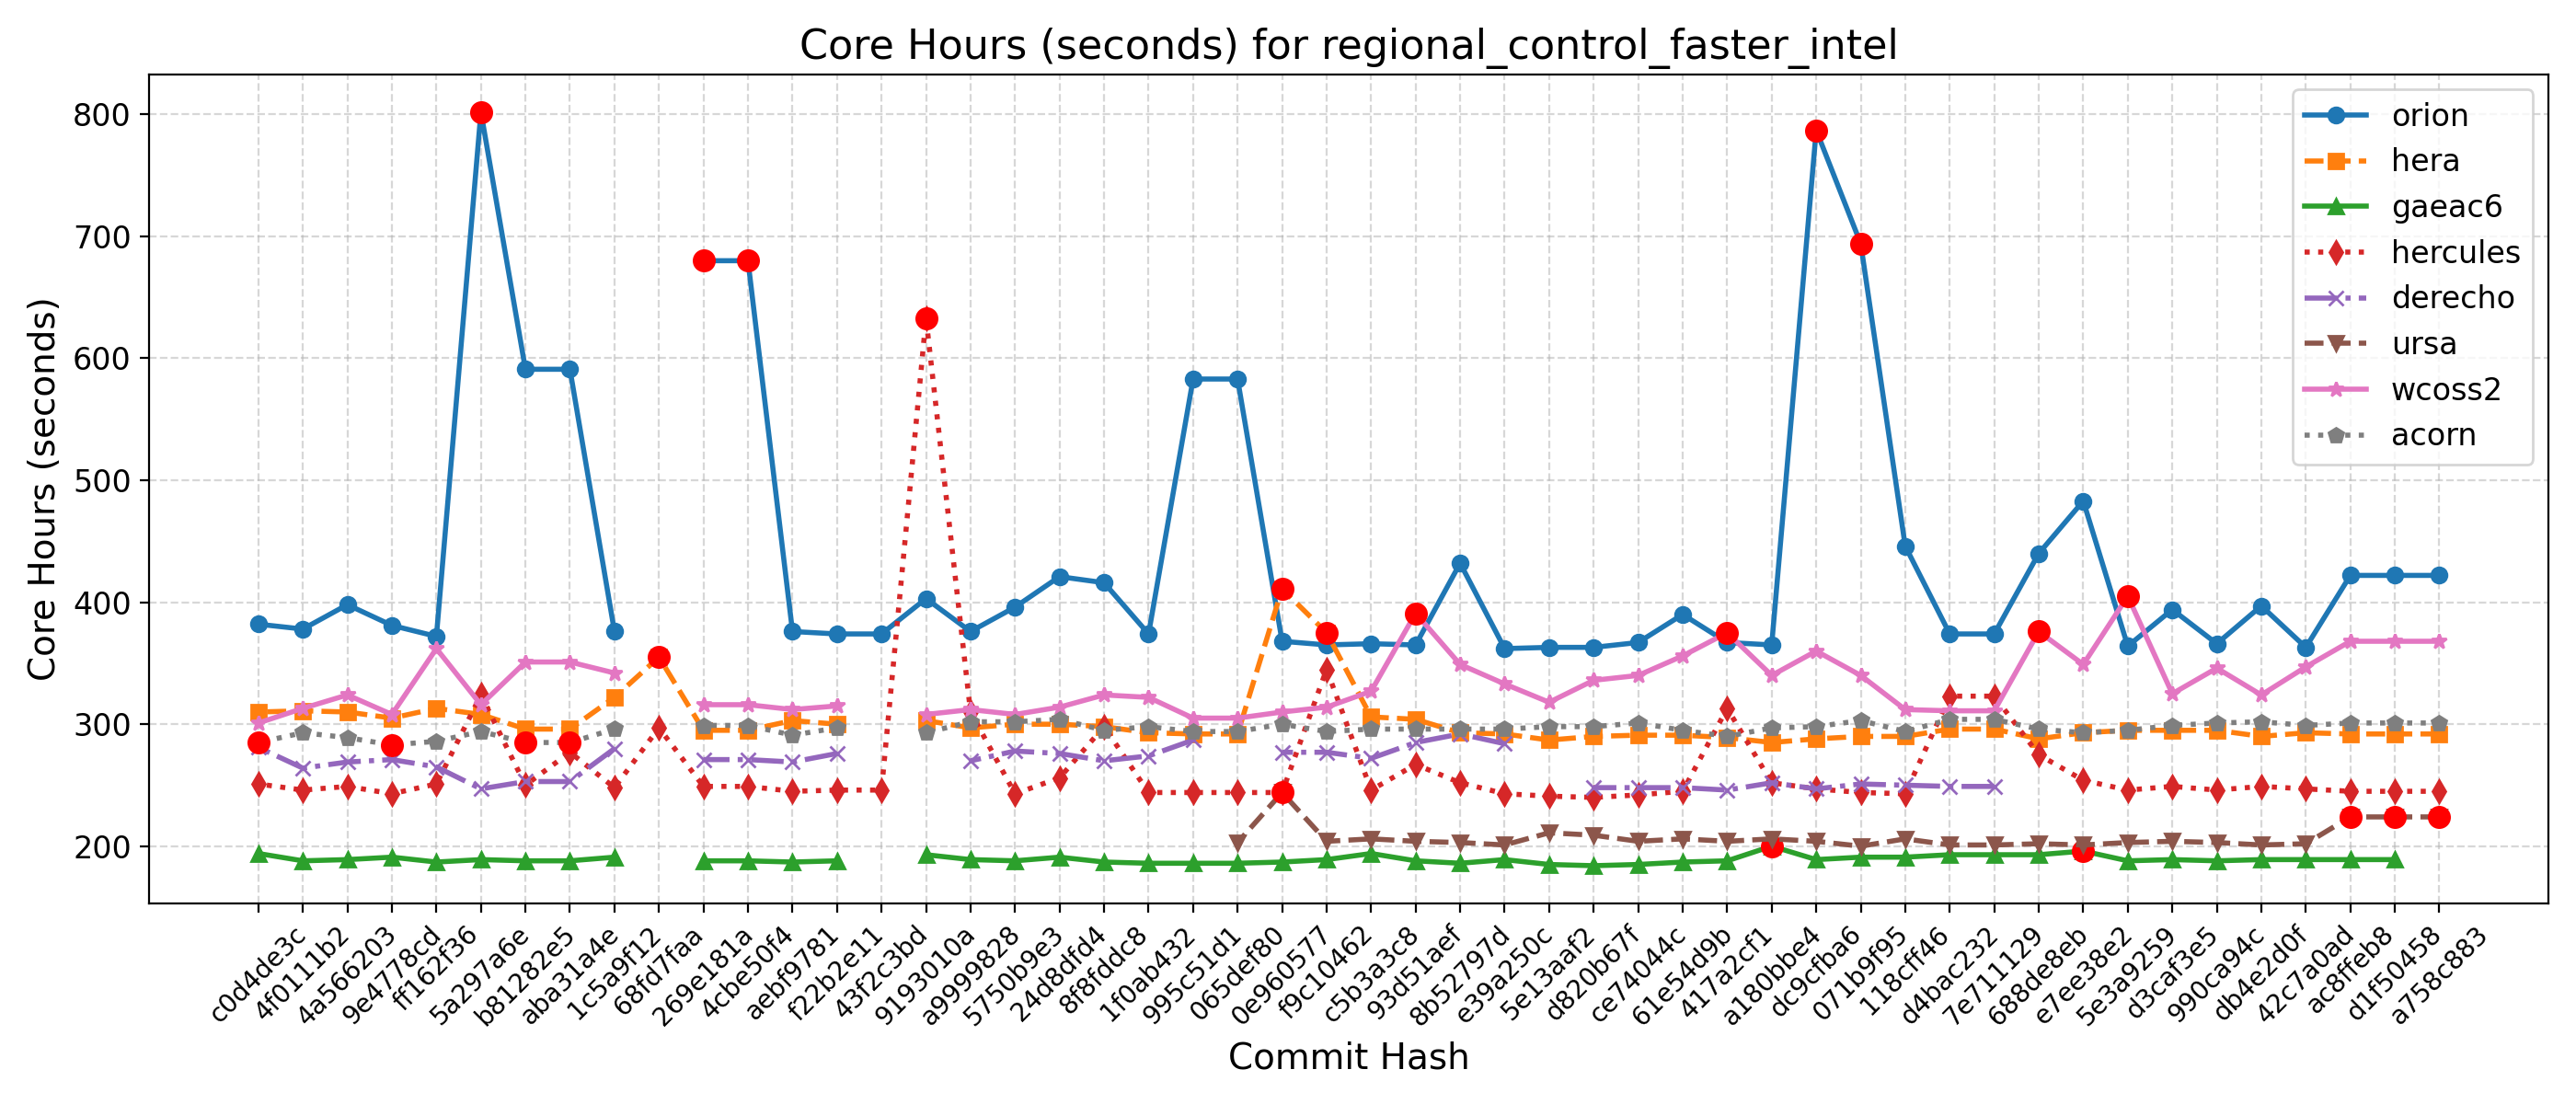 Core Hours (seconds) for regional_control_faster_intel
Core Hours (seconds)
800
700
600
500
400
300
200
orion
hera
gaeac6
hercules
derecho
ursa
wcoss2
acorn
c0d4de3c
4f0111b2
4a566203
9e4778cd
ff162f36
5a297a6e
b81282e5
aba31a4e
1c5a9f12
68fd7faa
269e181a
4cbe50f4
aebf9781
f22b2e11
43f2c3bd
9193010a
a9999828
5750b9e3
24d8dfd4
8f8fddc8
1f0ab432
995c51d1
065def80
0e960577
f9c10462
c5b3a3c8
93d51aef
8b52797d
e39a250c
5e13aaf2
d820b67f
ce74044c
61e54d9b
417a2cf1
a180bbe4
dc9cfba6
071b9f95
118cff46
d4bac232
7e711129
688de8eb
e7ee38e2
5e3a9259
d3caf3e5
990ca94c
db4e2d0f
42c7a0ad
ac8ffeb8
d1f50458
a758c883
Commit Hash